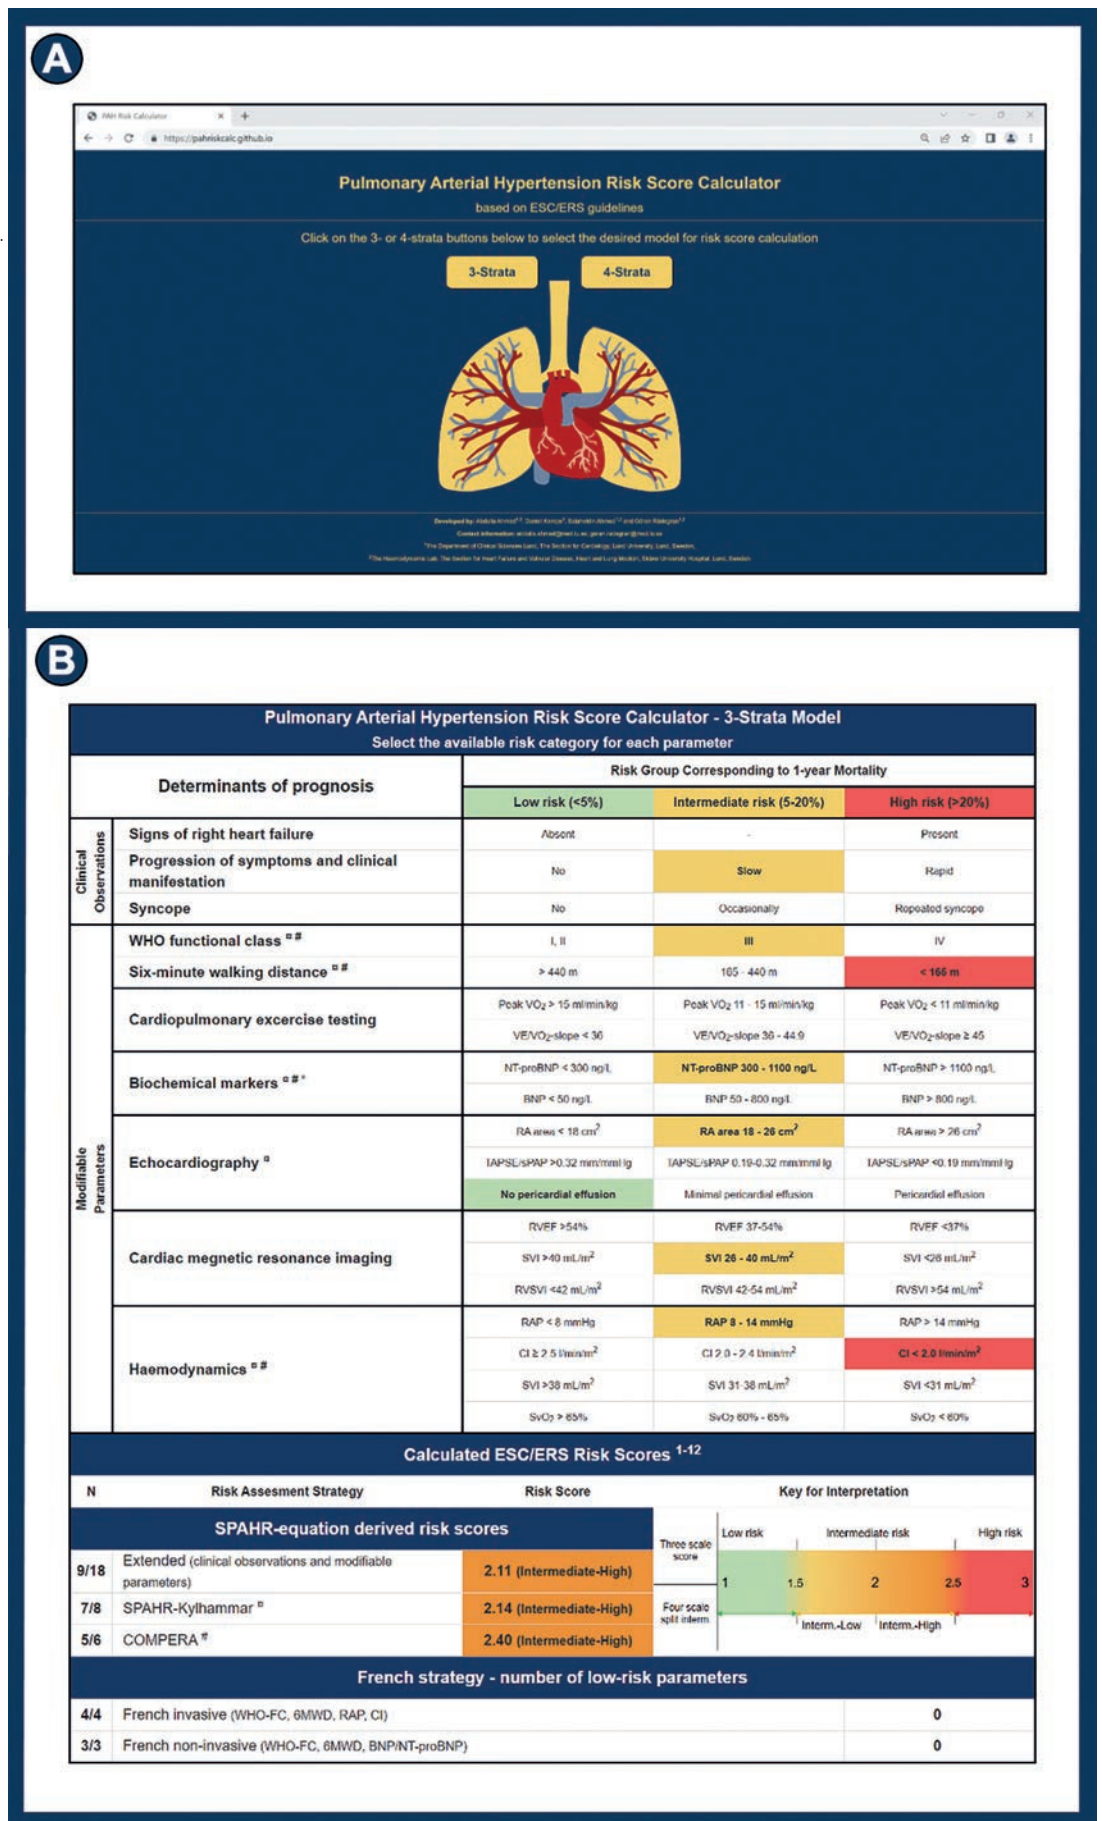 A
PAH Risk Calculator
https://pahriskcalc.github.io
Pulmonary Arterial Hypertension Risk Score Calculator
based on ESC/ERS guidelines
Click on the 3- or 4-strata buttons below to select the desired model for risk score calculation
3-Strata 4-Strata
Developed by: Abdulla Ahmed
Contact information:
B
Pulmonary Arterial Hypertension Risk Score Calculator - 3-Strata Model
Select the available risk category for each parameter
Determinants of prognosis
Risk Group Corresponding to 1-year Mortality
Low risk (<5%) Intermediate risk (5-20%) High risk (>20%)
Clinical Observations
Signs of right heart failure Absent - Present
Progression of symptoms and clinical manifestation No Slow Rapid
Syncope No Occasionally Repeated syncope
Modifiable Parameters
WHO functional class ¤ # I, II III IV
Six-minute walking distance ¤ # > 440 m 165 - 440 m < 165 m
Cardiopulmonary excercise testing
Peak VO2 > 15 ml/min/kg Peak VO2 11 - 15 ml/min/kg Peak VO2 < 11 ml/min/kg
VE/VO2-slope < 36 VE/VO2-slope 36 - 44.9 VE/VO2-slope ≥ 45
Biochemical markers ¤ # *
NT-proBNP < 300 ng/L NT-proBNP 300 - 1100 ng/L NT-proBNP > 1100 ng/L
BNP < 50 ng/L BNP 50 - 800 ng/L BNP > 800 ng/L
Echocardiography ¤
RA area < 18 cm² RA area 18 - 26 cm² RA area > 26 cm²
TAPSE/sPAP >0.32 mm/mmHg TAPSE/sPAP 0.19-0.32 mm/mmHg TAPSE/sPAP <0.19 mm/mmHg
No pericardial effusion Minimal pericardial effusion Pericardial effusion
Cardiac megnetic resonance imaging
RVEF >54% RVEF 37-54% RVEF <37%
SVI >40 mL/m² SVI 26 - 40 mL/m² SVI <26 mL/m²
RVSVI <42 mL/m² RVSVI 42-54 mL/m² RVSVI >54 mL/m²
Haemodynamics ¤ #
RAP < 8 mmHg RAP 8 - 14 mmHg RAP > 14 mmHg
CI ≥ 2.5 l/min/m² CI 2.0 - 2.4 l/min/m² CI < 2.0 l/min/m²
SVI >38 mL/m² SVI 31-38 mL/m² SVI <31 mL/m²
SvO2 > 65% SvO2 60% - 65% SvO2 < 60%
Calculated ESC/ERS Risk Scores 1-12
N Risk Assesment Strategy Risk Score Key for Interpretation
SPAHR-equation derived risk scores
9/18 Extended (clinical observations and modifiable parameters) 2.11 (Intermediate-High)
7/8 SPAHR-Kylhammar ¤ 2.14 (Intermediate-High)
5/6 COMPERA # 2.40 (Intermediate-High)
Three scale score
Four scale split interm.
Low risk Intermediate risk High risk
1 1.5 2 2.5 3
Interm.-Low Interm.-High
French strategy - number of low-risk parameters
4/4 French invasive (WHO-FC, 6MWD, RAP, CI) 0
3/3 French non-invasive (WHO-FC, 6MWD, BNP/NT-proBNP) 0